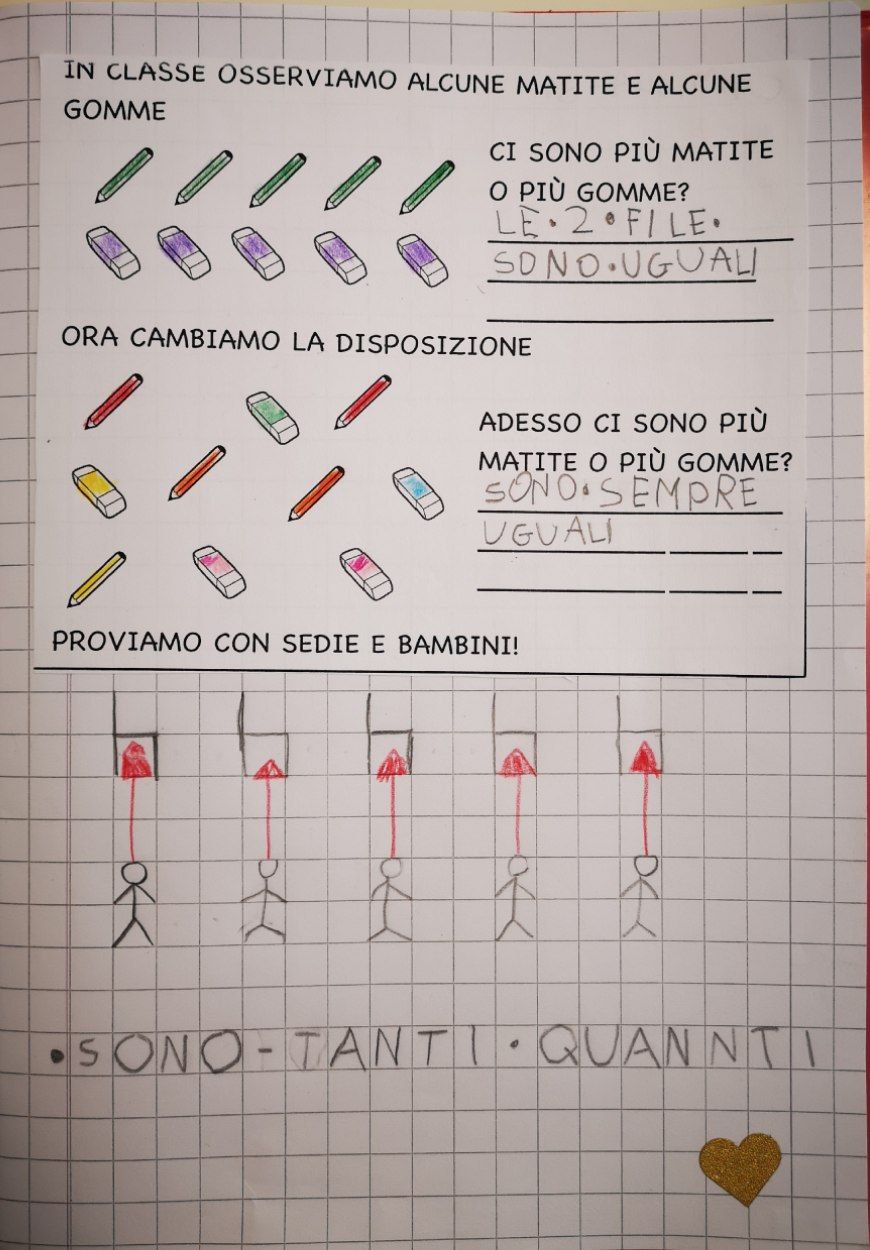 IN CLASSE OSSERVIAMO ALCUNE MATITE E ALCUNE
GOMME
CI SONO PIÙ MATITE
O PIÙ GOMME?
LE • 2 • FILE •
SONO • UGUALI
ORA CAMBIAMO LA DISPOSIZIONE
ADESSO CI SONO PIÙ
MATITE O PIÙ GOMME?
SONO • SEMPRE
UGUALI
PROVIAMO CON SEDIE E BAMBINI!
• SONO - TANTI • QUANNTI